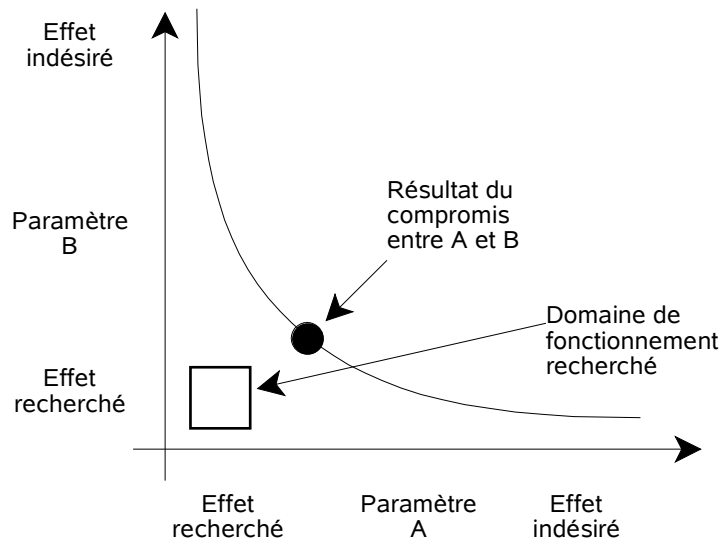 Effet
indésiré
Paramètre
B
Résultat du
compromis
entre A et B
Domaine de
fonctionnement
recherché
Effet
recherché
Effet
recherché
Paramètre
A
Effet
indésiré